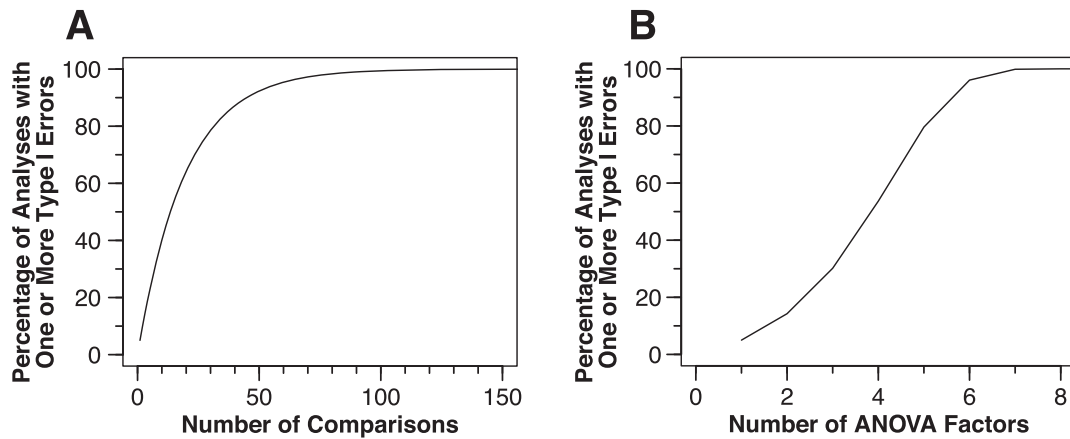 A
Percentage of Analyses with
One or More Type I Errors
100
80
60
40
20
0
0 50 100 150
Number of Comparisons
B
Percentage of Analyses with
One or More Type I Errors
100
80
60
40
20
0
0 2 4 6 8
Number of ANOVA Factors